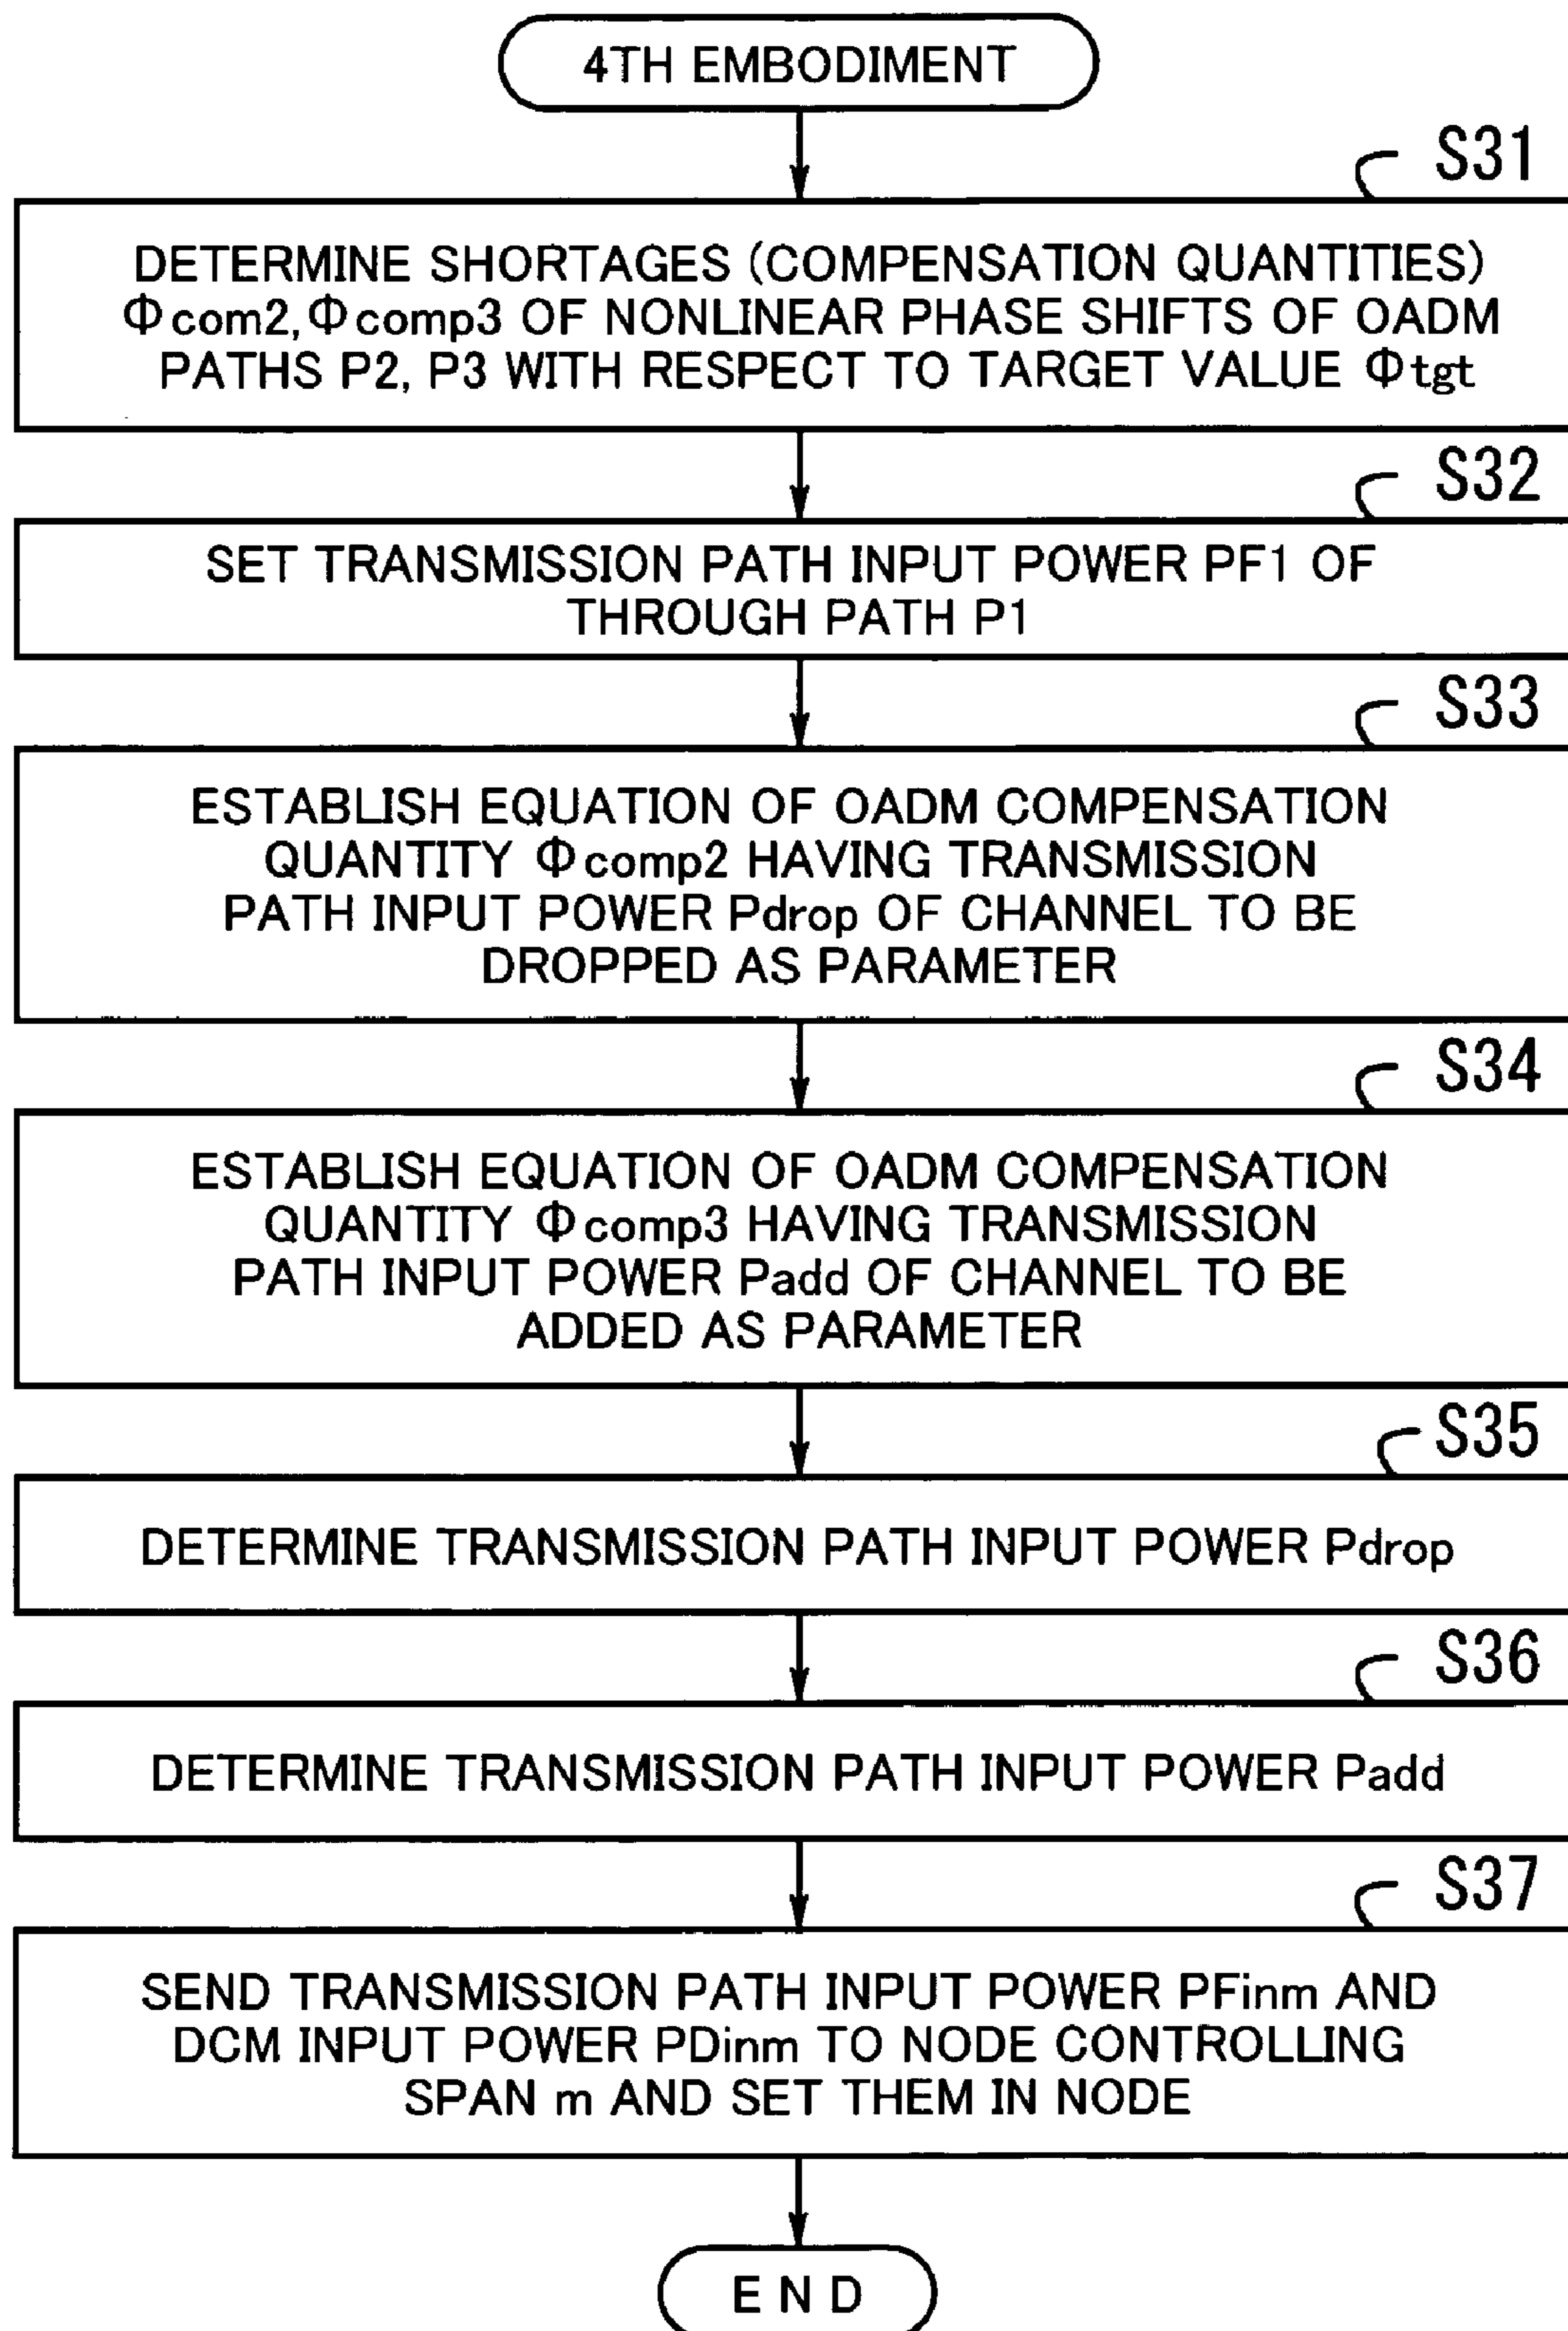 4TH EMBODIMENT
S31
DETERMINE SHORTAGES (COMPENSATION QUANTITIES)
Φcom2,Φcomp3 OF NONLINEAR PHASE SHIFTS OF OADM
PATHS P2, P3 WITH RESPECT TO TARGET VALUE Φtgt
S32
SET TRANSMISSION PATH INPUT POWER PF1 OF
THROUGH PATH P1
S33
ESTABLISH EQUATION OF OADM COMPENSATION
QUANTITY Φcomp2 HAVING TRANSMISSION
PATH INPUT POWER Pdrop OF CHANNEL TO BE
DROPPED AS PARAMETER
S34
ESTABLISH EQUATION OF OADM COMPENSATION
QUANTITY Φcomp3 HAVING TRANSMISSION
PATH INPUT POWER Padd OF CHANNEL TO BE
ADDED AS PARAMETER
S35
DETERMINE TRANSMISSION PATH INPUT POWER Pdrop
S36
DETERMINE TRANSMISSION PATH INPUT POWER Padd
S37
SEND TRANSMISSION PATH INPUT POWER PFinm AND
DCM INPUT POWER PDinm TO NODE CONTROLLING
SPAN m AND SET THEM IN NODE
END